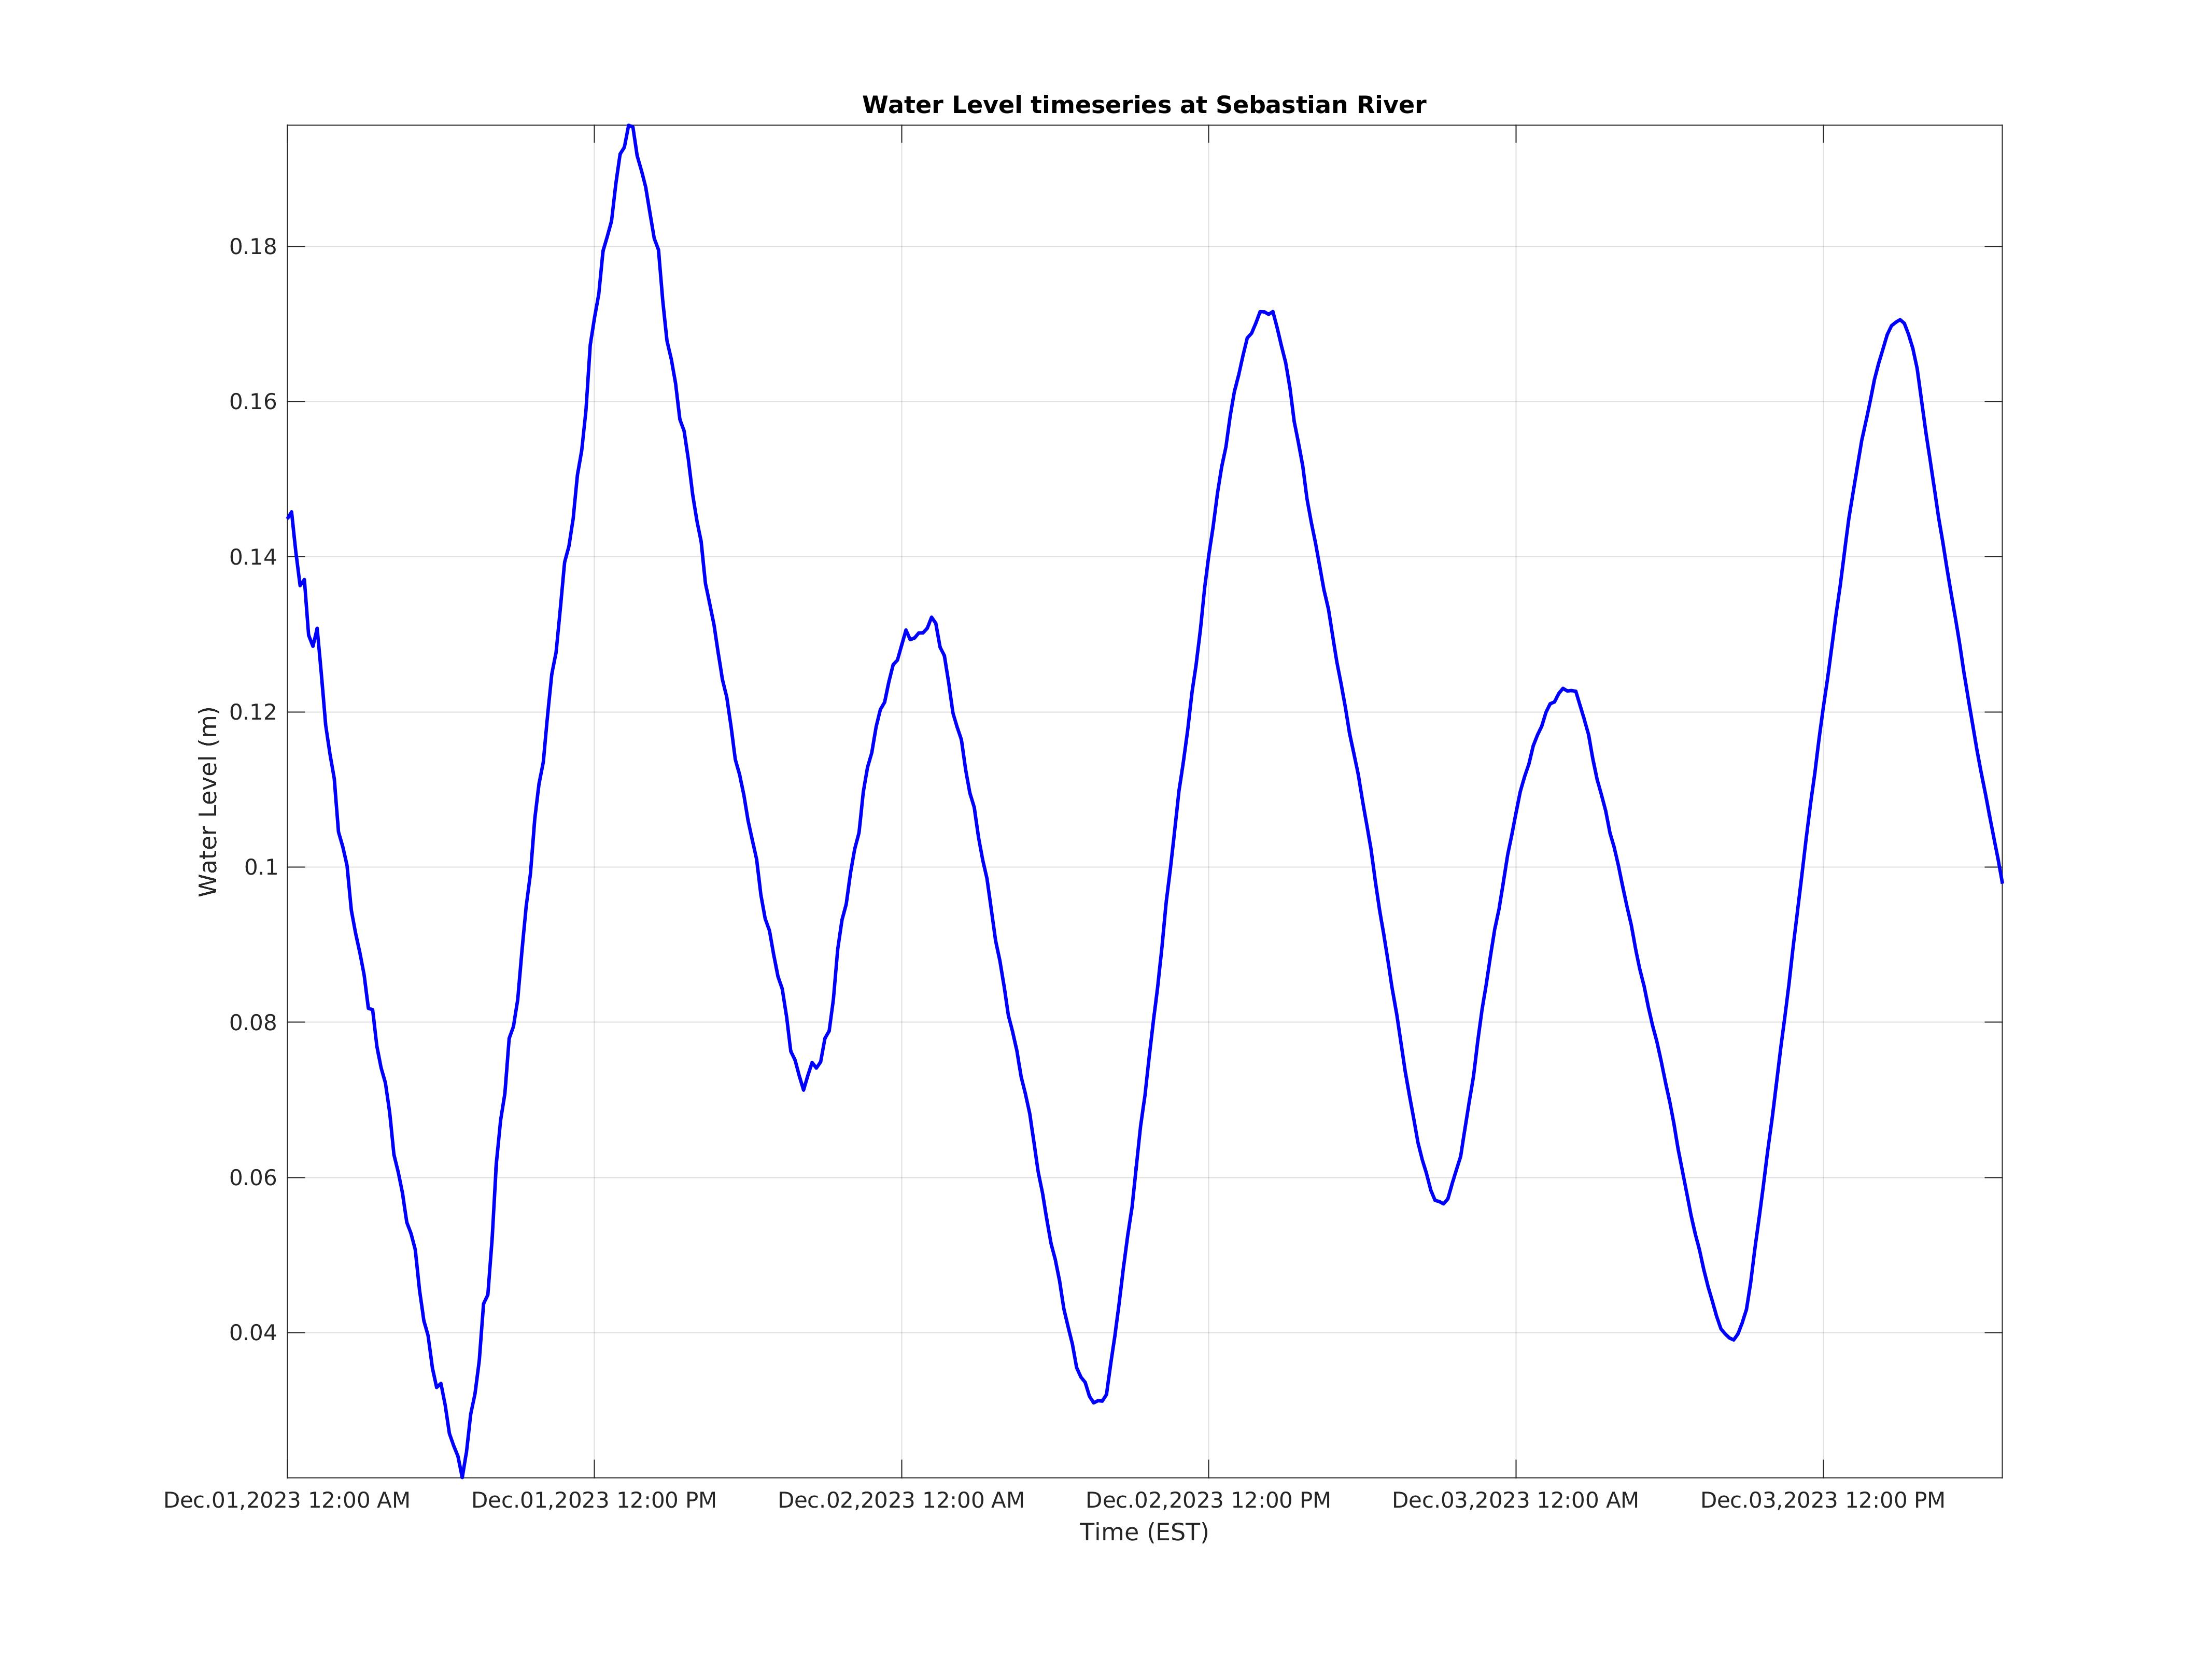 Water Level timeseries at Sebastian River
0.18
0.16
0.14
0.12
0.1
0.08
0.06
0.04
Water Level (m)
Dec.01,2023 12:00 AM
Dec.01,2023 12:00 PM
Dec.02,2023 12:00 AM
Dec.02,2023 12:00 PM
Dec.03,2023 12:00 AM
Dec.03,2023 12:00 PM
Time (EST)